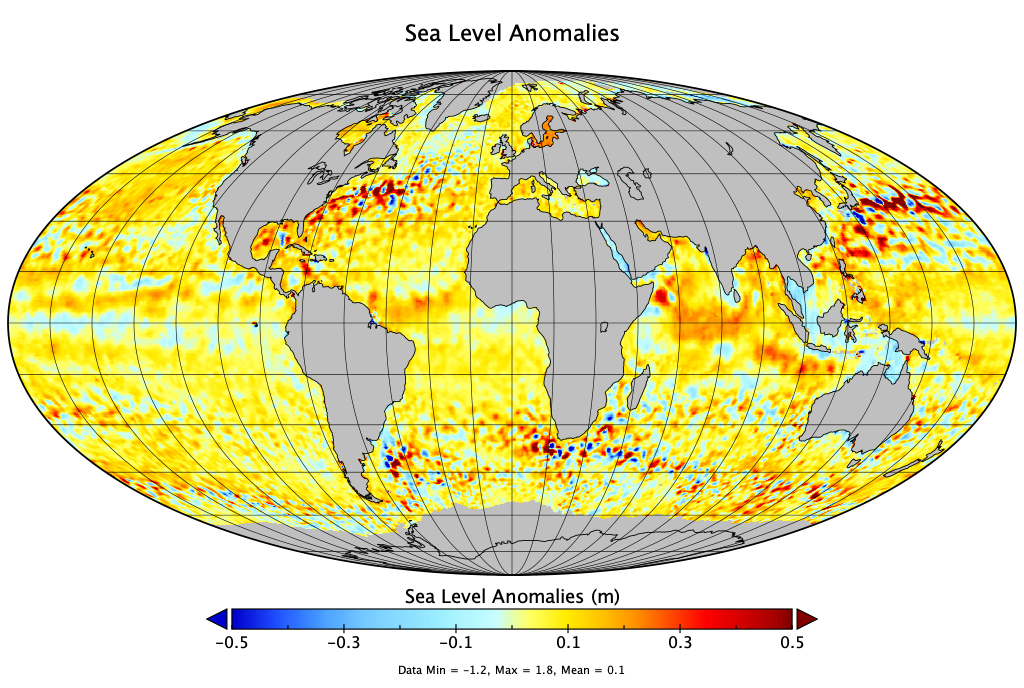 Sea Level Anomalies
Sea Level Anomalies (m)
−0.5 −0.3 −0.1 0.1 0.3 0.5
Data Min = −1.2, Max = 1.8, Mean = 0.1